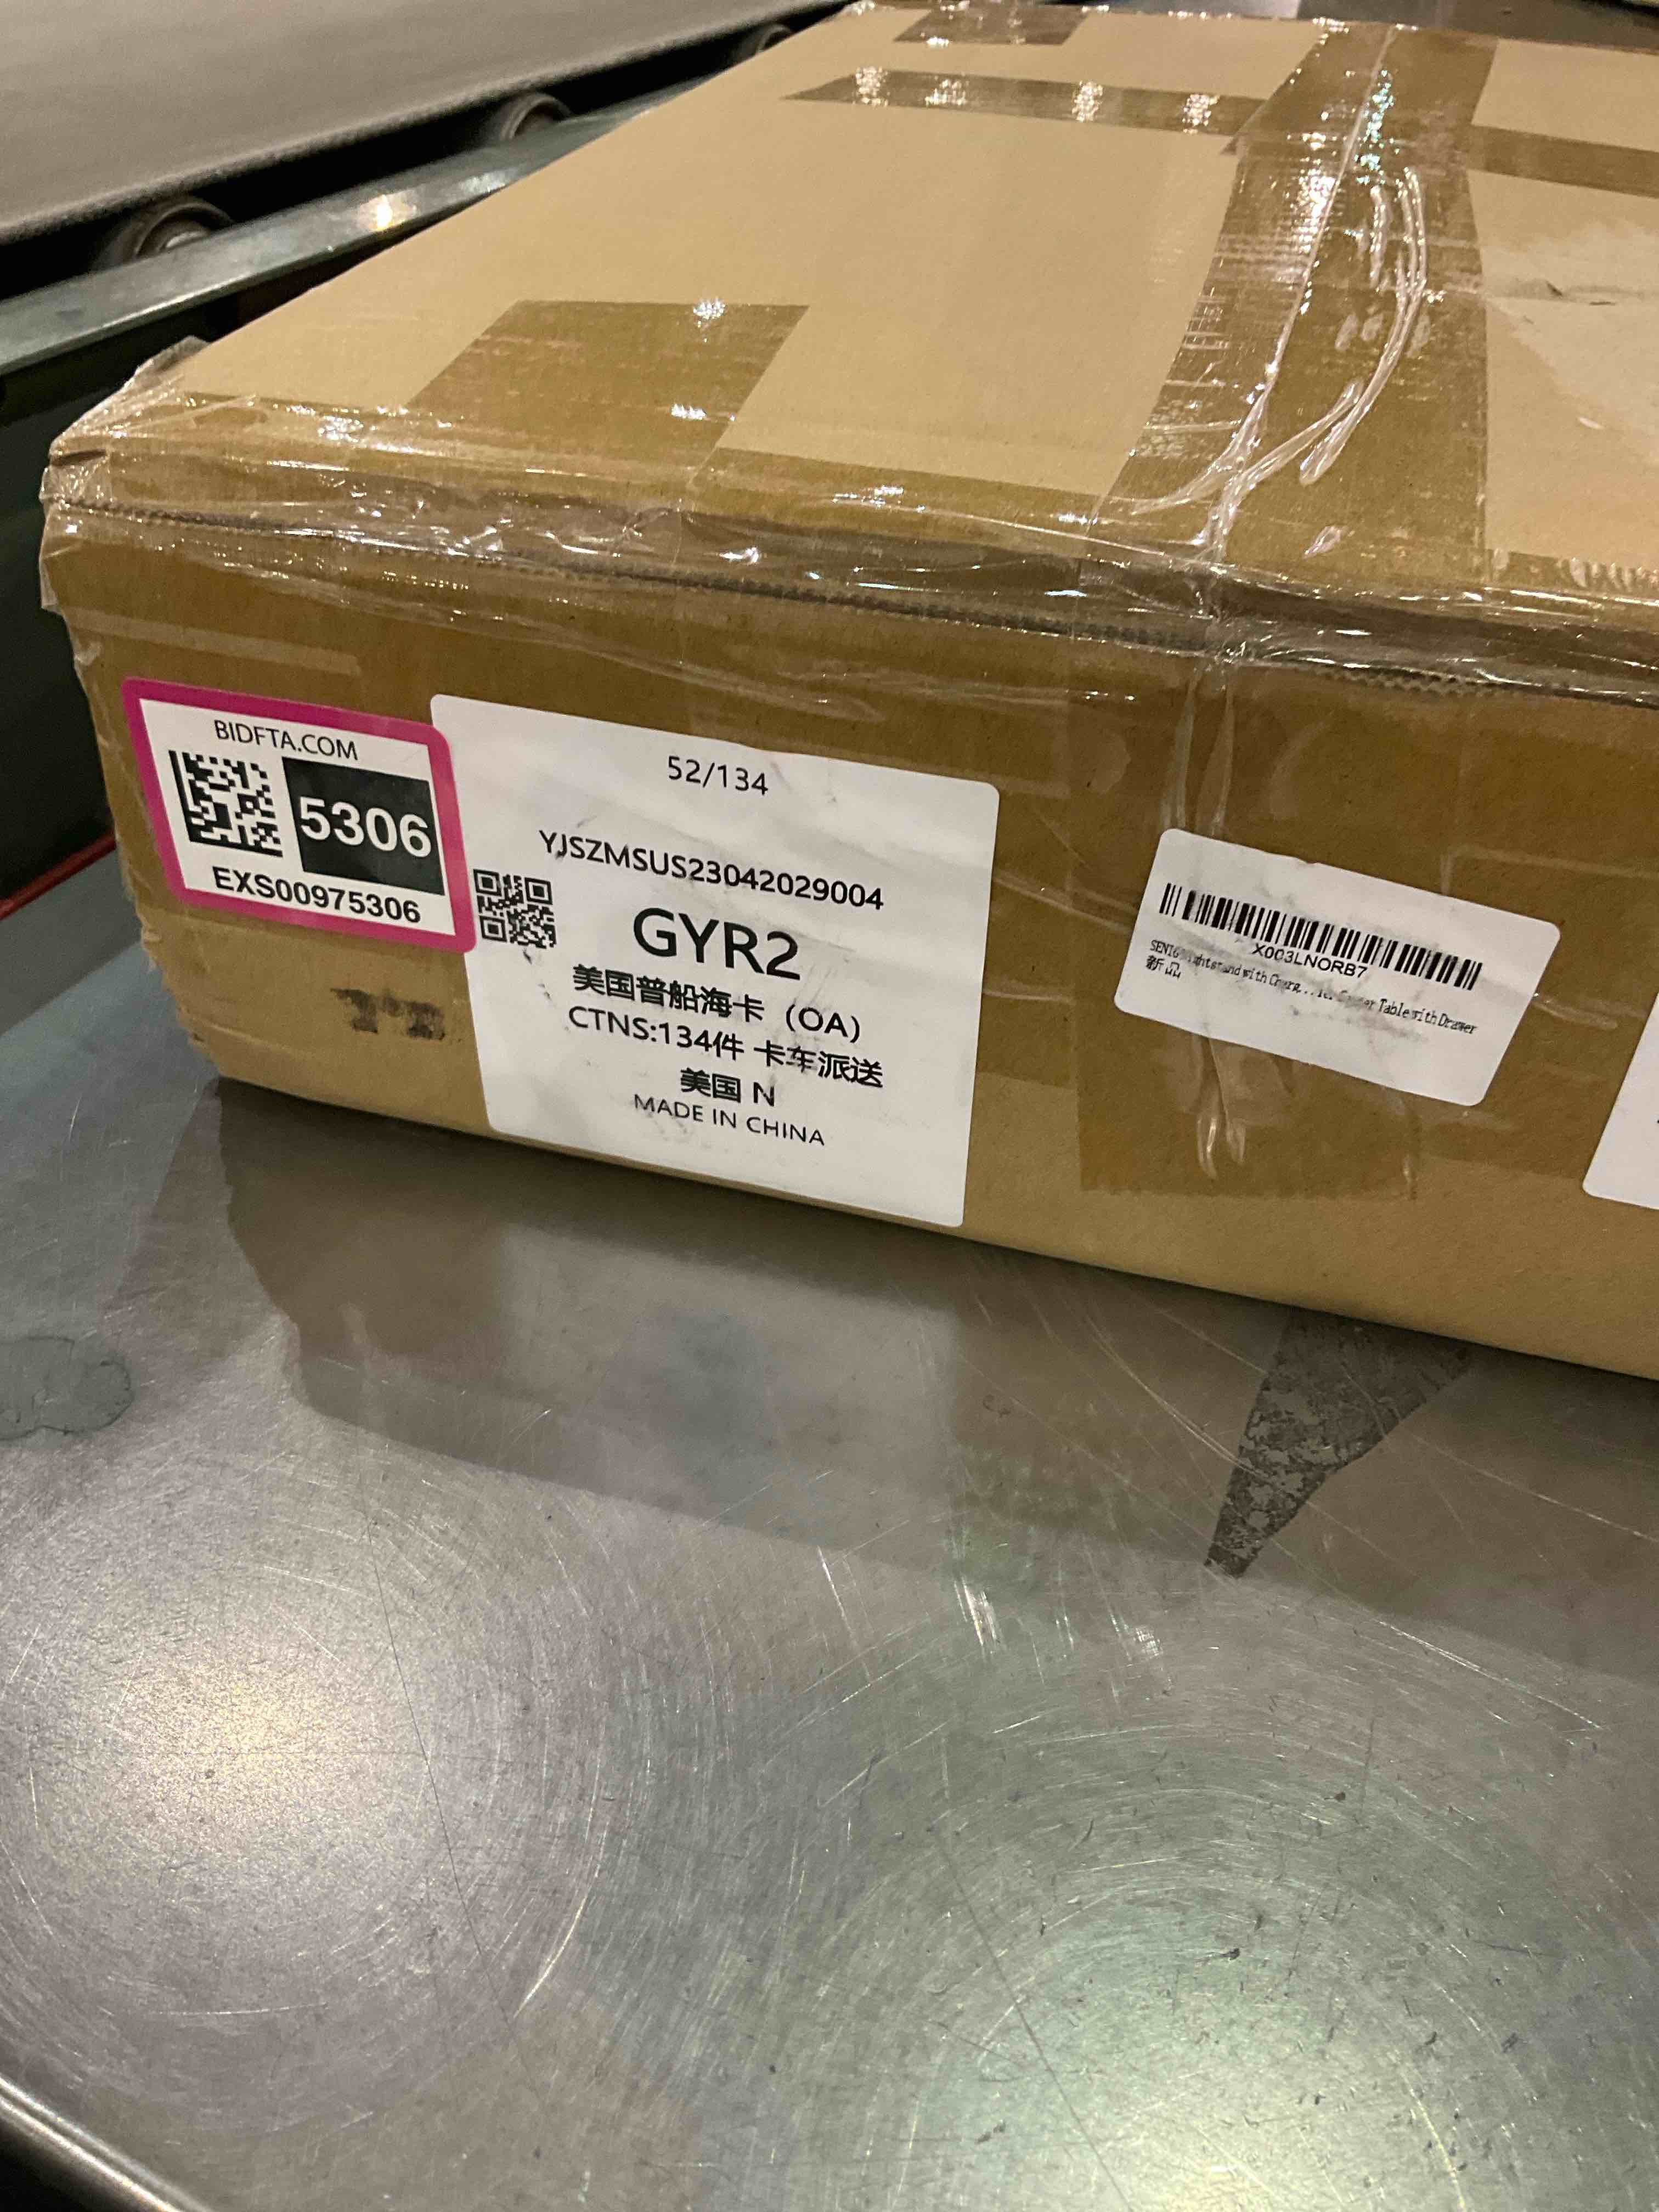 BIDFTA.COM
5306
EXS00975306
52/134
YJSZMSUS23042029004
GYR2
美国普船海卡（OA）
CTNS:134件 卡车派送
美国 N
MADE IN CHINA
X003LNORB7
with Table with Drawer
新品